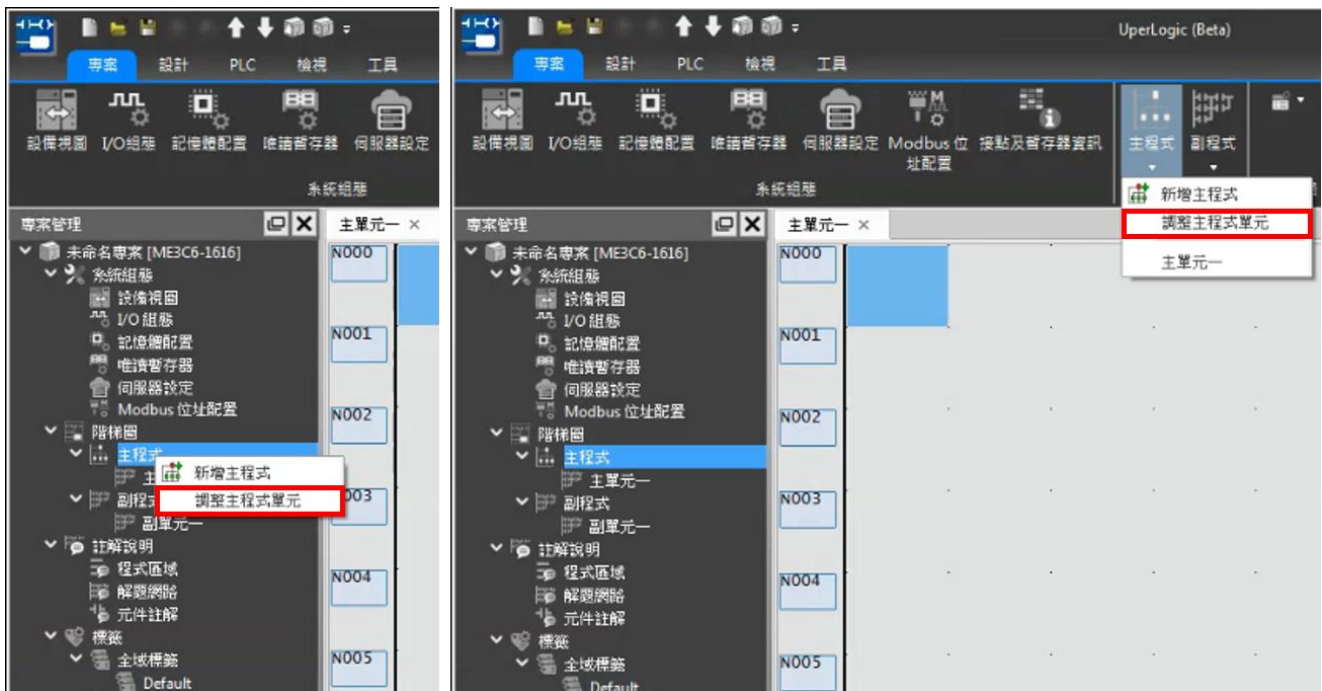 專案
設計
PLC
檢視
工具
設備視圖
I/O組態
記憶體配置
唯讀暫存器
伺服器設定
系統組態
專案管理
主單元一 ×
未命名專案 [ME3C6-1616]
系統組態
設備視圖
I/O 組態
記憶體配置
唯讀暫存器
伺服器設定
Modbus 位址配置
階梯圖
主程式
新增主程式
調整主程式單元
副單元一
註解說明
程式區域
解題網路
元件註解
標籤
全域標籤
Default
N000
N001
N002
003
N004
N005
UperLogic (Beta)
專案
設計
PLC
檢視
工具
設備視圖
I/O組態
記憶體配置
唯讀暫存器
伺服器設定
Modbus 位
址配置
接點及暫存器資訊
主程式
副程式
系統組態
新增主程式
調整主程式單元
主單元一
專案管理
主單元一 ×
未命名專案 [ME3C6-1616]
系統組態
設備視圖
I/O 組態
記憶體配置
唯讀暫存器
伺服器設定
Modbus 位址配置
階梯圖
主程式
主單元一
副程式
副單元一
註解說明
程式區域
解題網路
元件註解
標籤
全域標籤
Default
N000
N001
N002
N003
N004
N005